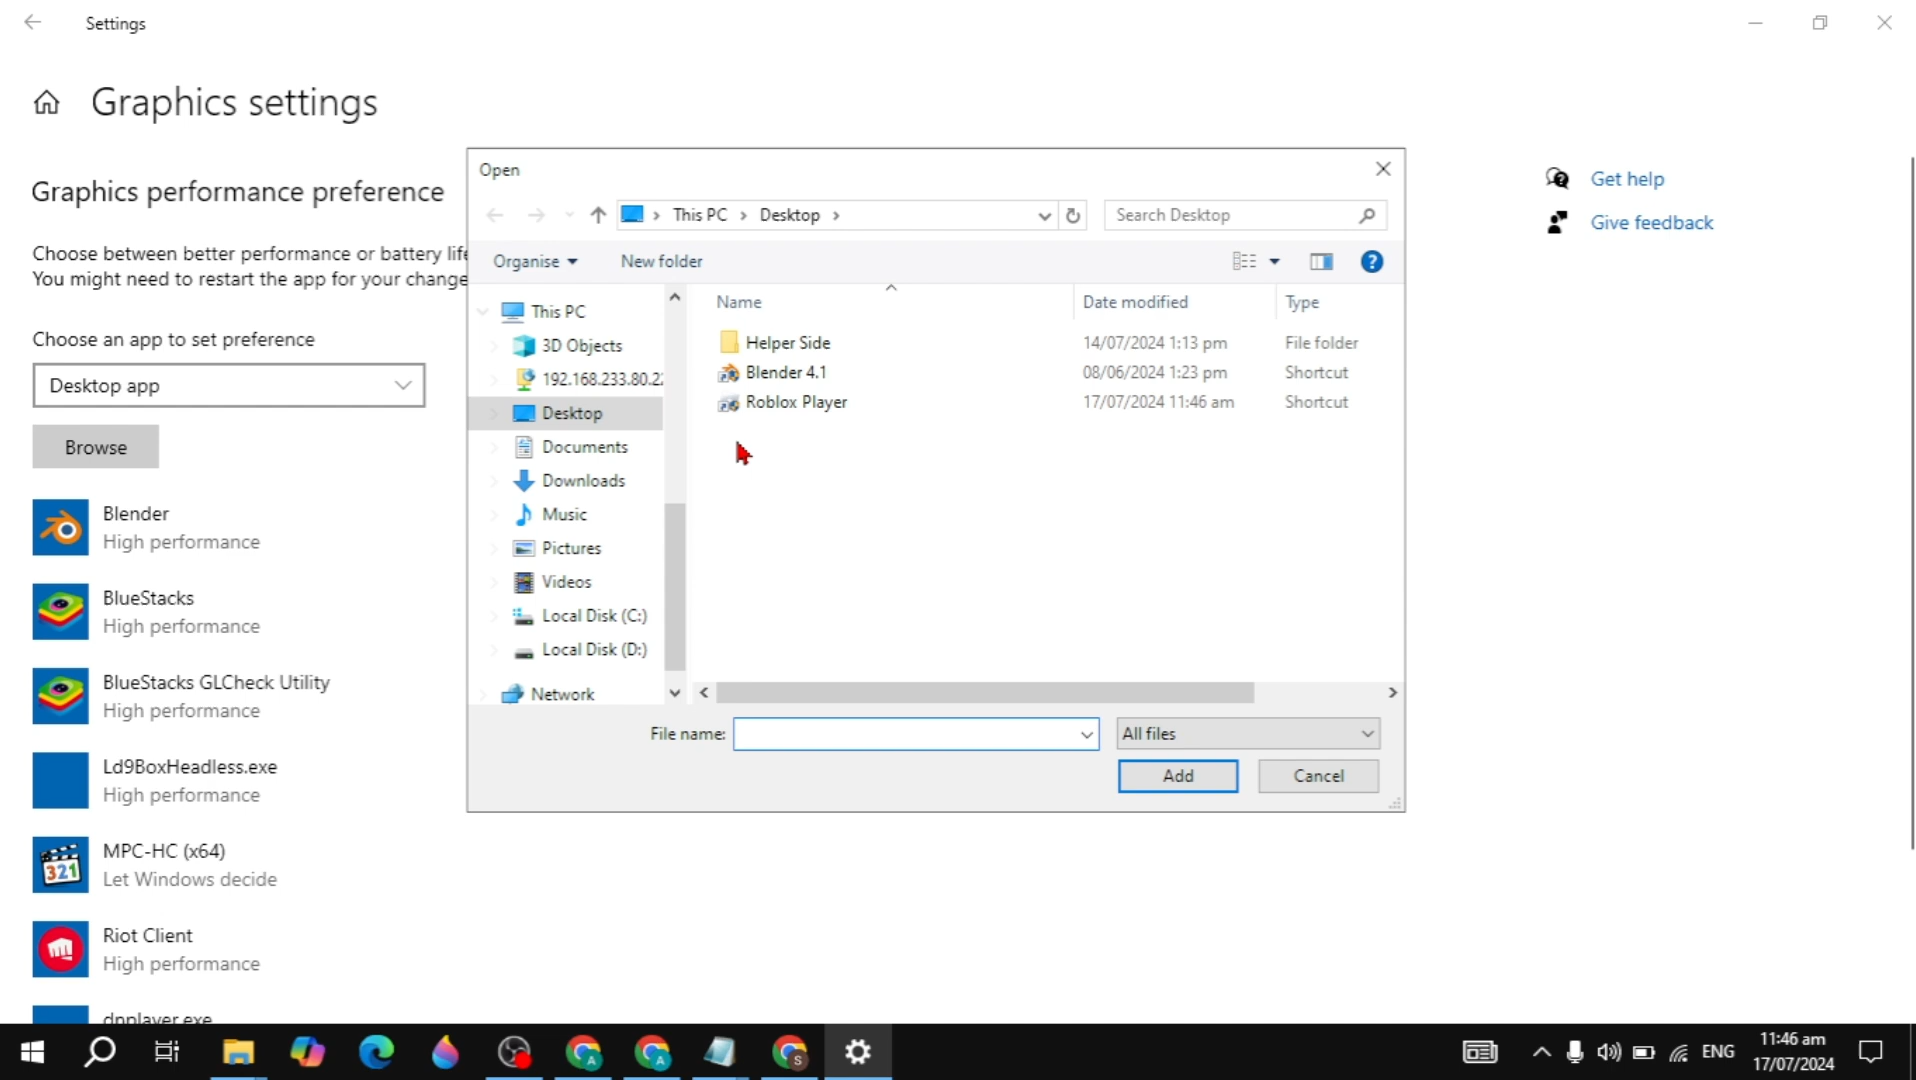 Settings
Graphics settings
Graphics performance preference
Choose between better performance or battery life
You might need to restart the app for your change
Choose an app to set preference
Desktop app
Browse
Blender
High performance
BlueStacks
High performance
BlueStacks GLCheck Utility
High performance
Ld9BoxHeadless.exe
High performance
MPC-HC (x64)
Let Windows decide
Riot Client
High performance
dnplayer.exe
Open
This PC > Desktop >
Search Desktop
Organise
New folder
This PC
3D Objects
192.168.233.80.2
Desktop
Documents
Downloads
Music
Pictures
Videos
Local Disk (C:)
Local Disk (D:)
Network
Name Date modified Type
Helper Side 14/07/2024 1:13 pm File folder
Blender 4.1 08/06/2024 1:23 pm Shortcut
Roblox Player 17/07/2024 11:46 am Shortcut
File name:
All files
Add
Cancel
Get help
Give feedback
ENG
11:46 am
17/07/2024